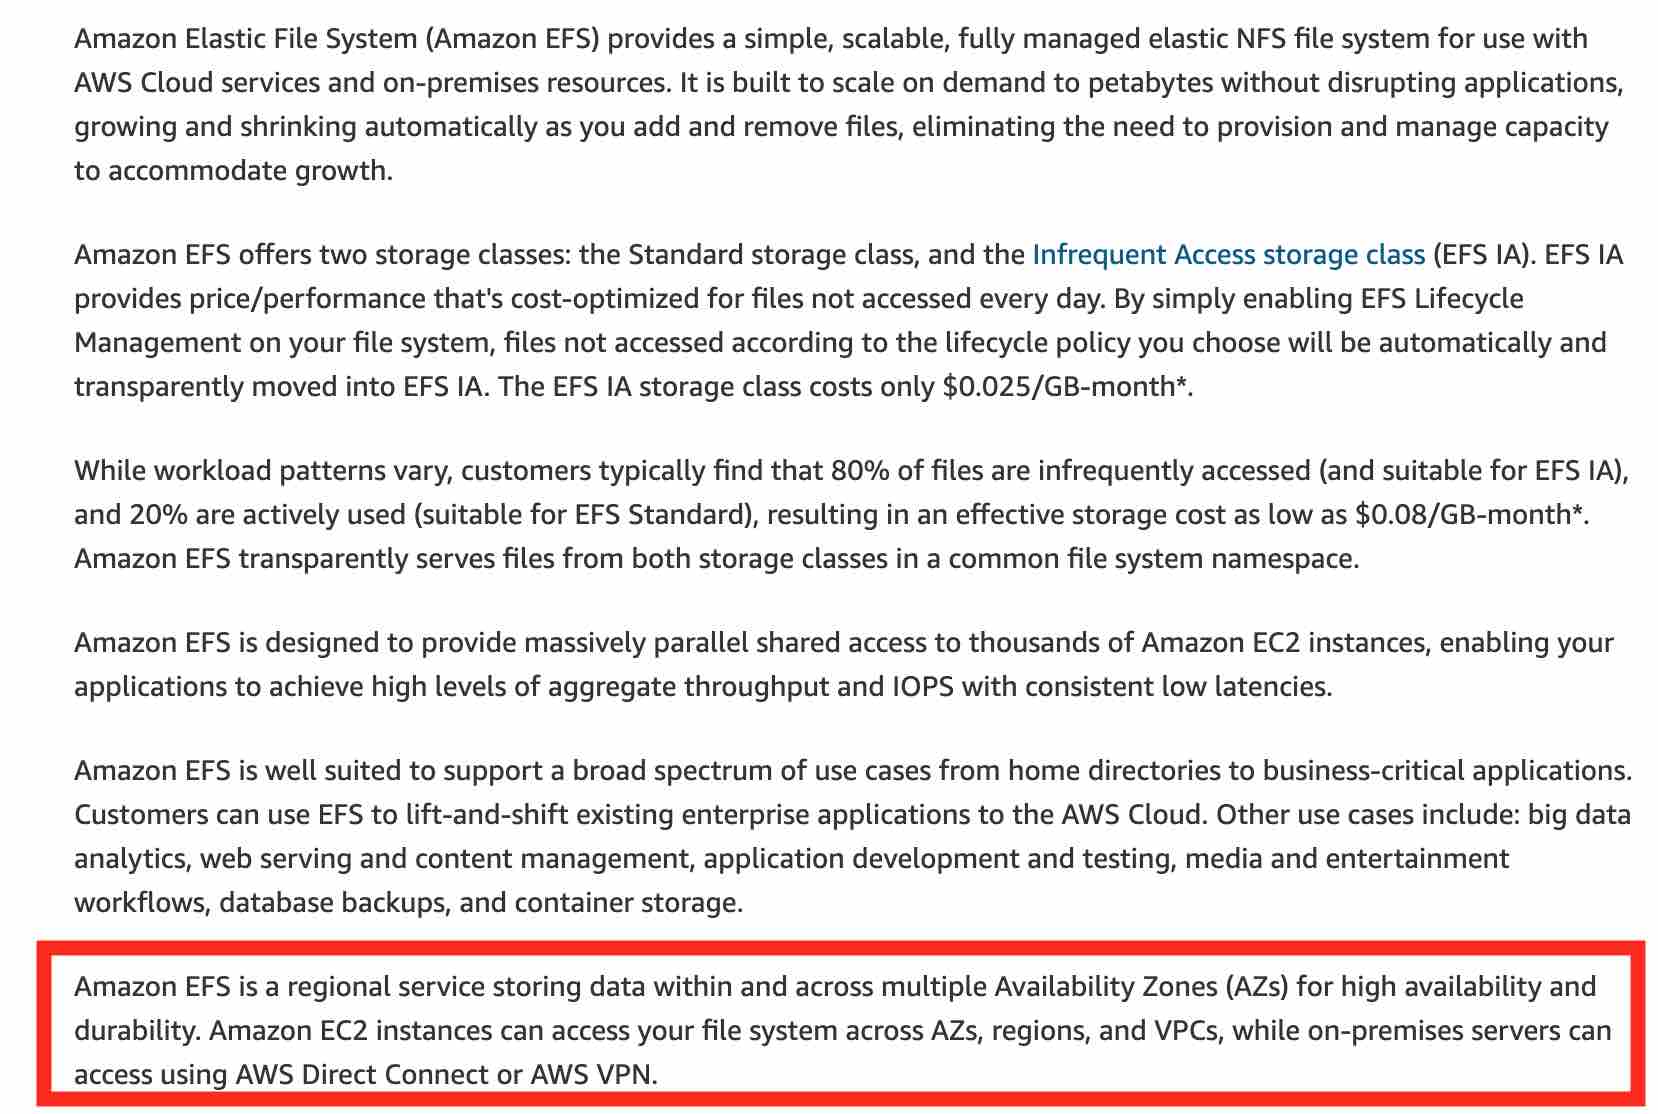 Amazon Elastic File System (Amazon EFS) provides a simple, scalable, fully managed elastic NFS file system for use with
AWS Cloud services and on-premises resources. It is built to scale on demand to petabytes without disrupting applications,
growing and shrinking automatically as you add and remove files, eliminating the need to provision and manage capacity
to accommodate growth.
Amazon EFS offers two storage classes: the Standard storage class, and the Infrequent Access storage class (EFS IA). EFS IA
provides price/performance that's cost-optimized for files not accessed every day. By simply enabling EFS Lifecycle
Management on your file system, files not accessed according to the lifecycle policy you choose will be automatically and
transparently moved into EFS IA. The EFS IA storage class costs only $0.025/GB-month*.
While workload patterns vary, customers typically find that 80% of files are infrequently accessed (and suitable for EFS IA),
and 20% are actively used (suitable for EFS Standard), resulting in an effective storage cost as low as $0.08/GB-month*.
Amazon EFS transparently serves files from both storage classes in a common file system namespace.
Amazon EFS is designed to provide massively parallel shared access to thousands of Amazon EC2 instances, enabling your
applications to achieve high levels of aggregate throughput and IOPS with consistent low latencies.
Amazon EFS is well suited to support a broad spectrum of use cases from home directories to business-critical applications.
Customers can use EFS to lift-and-shift existing enterprise applications to the AWS Cloud. Other use cases include: big data
analytics, web serving and content management, application development and testing, media and entertainment
workflows, database backups, and container storage.
Amazon EFS is a regional service storing data within and across multiple Availability Zones (AZs) for high availability and
durability. Amazon EC2 instances can access your file system across AZs, regions, and VPCs, while on-premises servers can
access using AWS Direct Connect or AWS VPN.